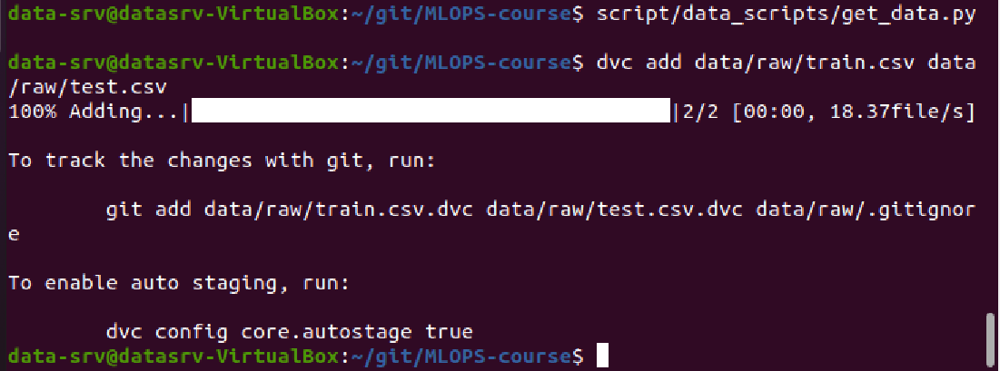 data-srv@datasrv-VirtualBox:~/git/MLOPS-course$ script/data_scripts/get_data.py
data-srv@datasrv-VirtualBox:~/git/MLOPS-course$ dvc add data/raw/train.csv data
/raw/test.csv
100% Adding...|                                       |2/2 [00:00, 18.37file/s]
To track the changes with git, run:
        git add data/raw/train.csv.dvc data/raw/test.csv.dvc data/raw/.gitignor
e
To enable auto staging, run:
        dvc config core.autostage true
data-srv@datasrv-VirtualBox:~/git/MLOPS-course$